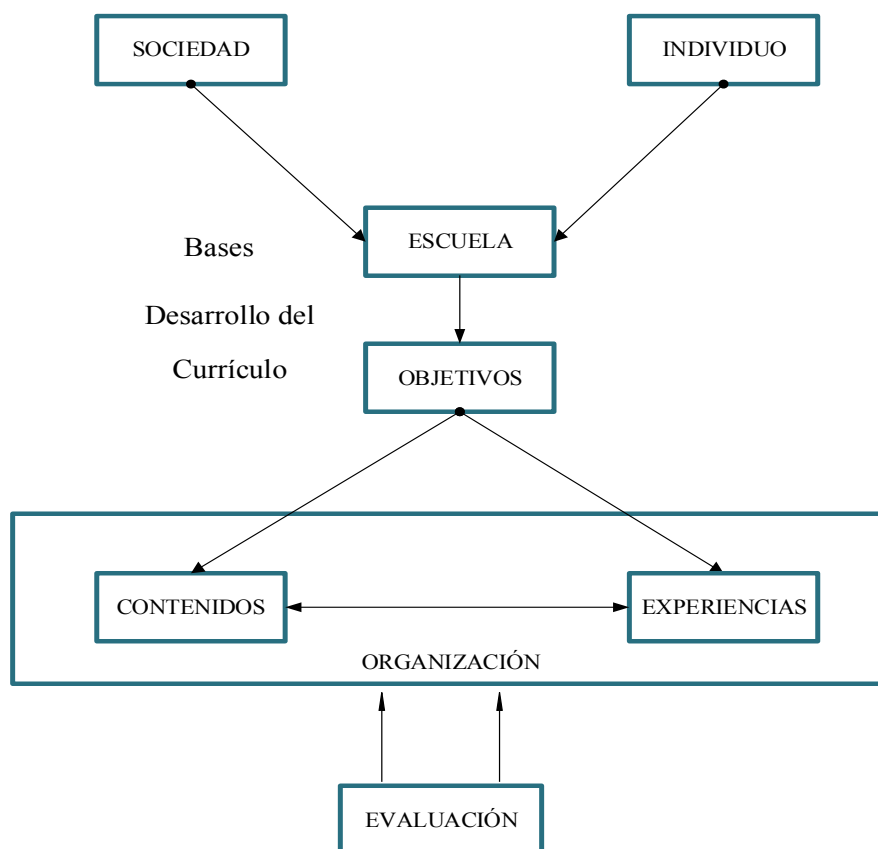 SOCIEDAD
INDIVIDUO
ESCUELA
Bases
Desarrollo del
Currículo
OBJETIVOS
CONTENIDOS
EXPERIENCIAS
ORGANIZACIÓN
EVALUACIÓN